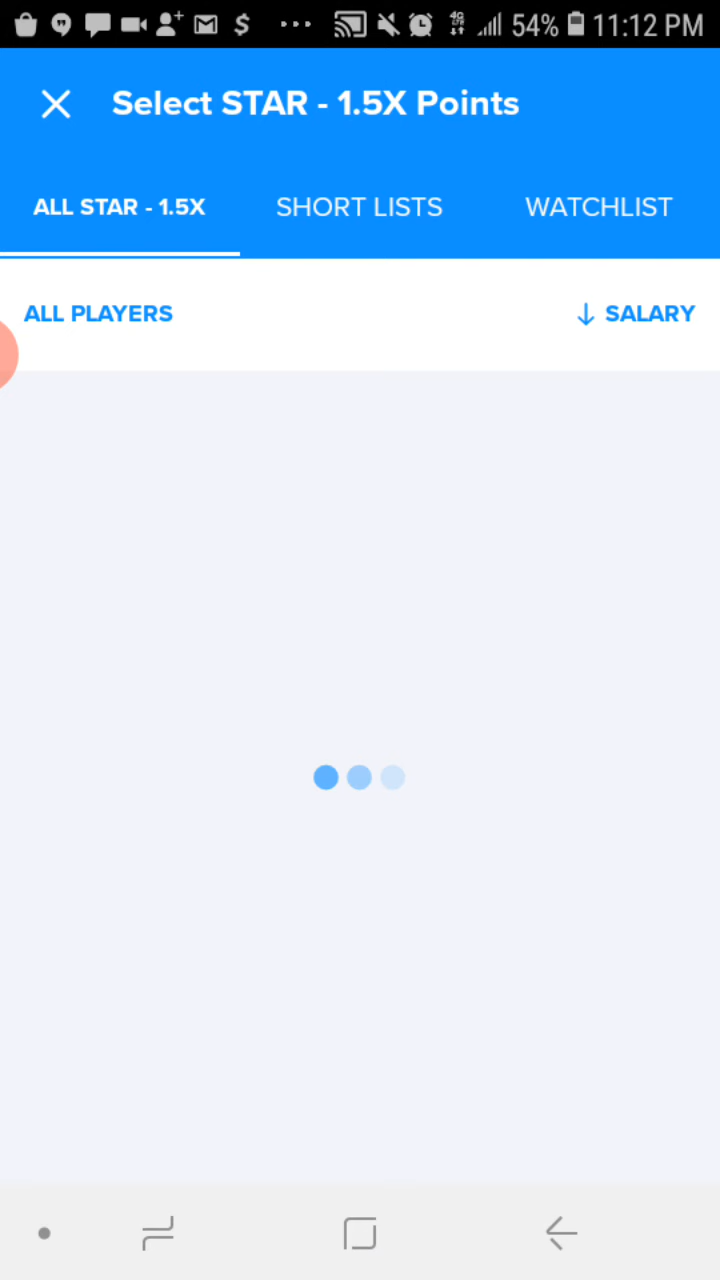 54% 11:12 PM
Select STAR - 1.5X Points
ALL STAR - 1.5X SHORT LISTS WATCHLIST
ALL PLAYERS SALARY